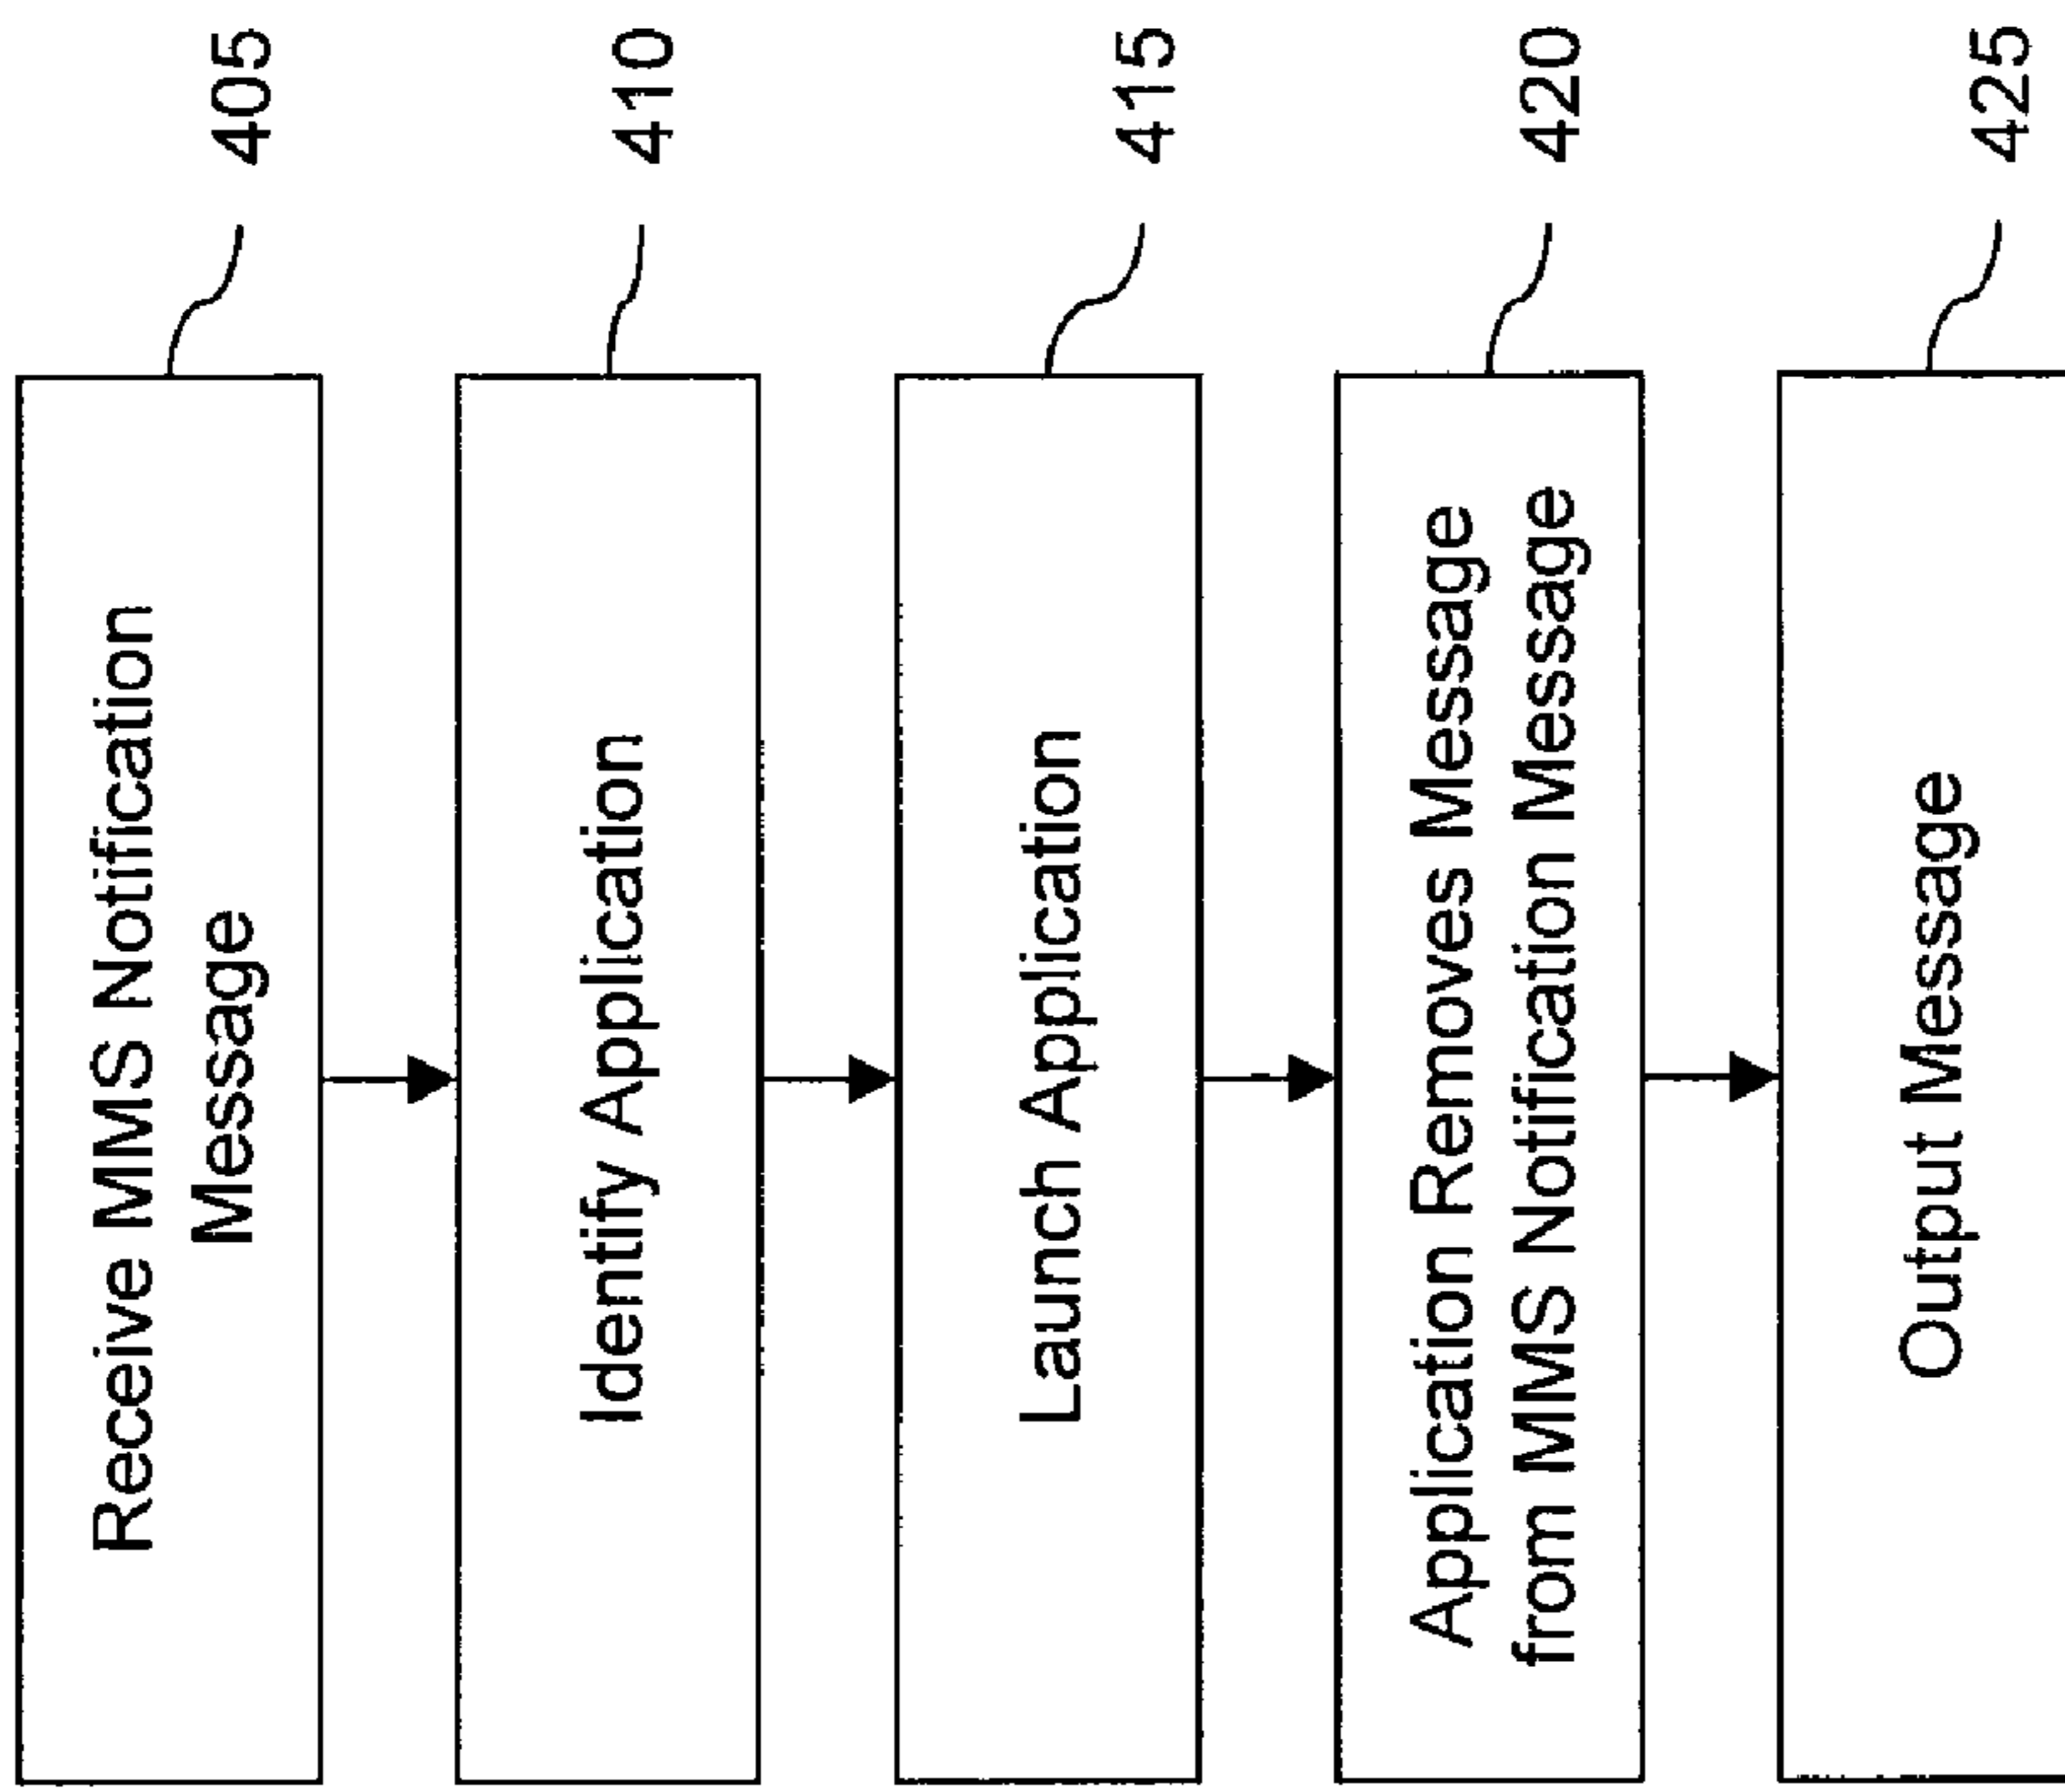 Receive MMS Notification
Message
405
Identify Application
410
Launch Application
415
Application Removes Message
from MMS Notification Message
420
Output Message
425